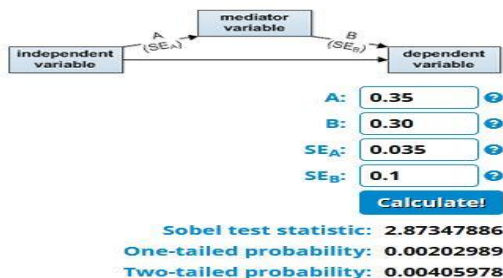 mediator
variable
A
(SEA)
B
(SEB)
independent
variable
dependent
variable
A: 0.35 ?
B: 0.30 ?
SEA: 0.035 ?
SEB: 0.1 ?
Calculate!
Sobel test statistic: 2.87347886
One-tailed probability: 0.00202989
Two-tailed probability: 0.00405978